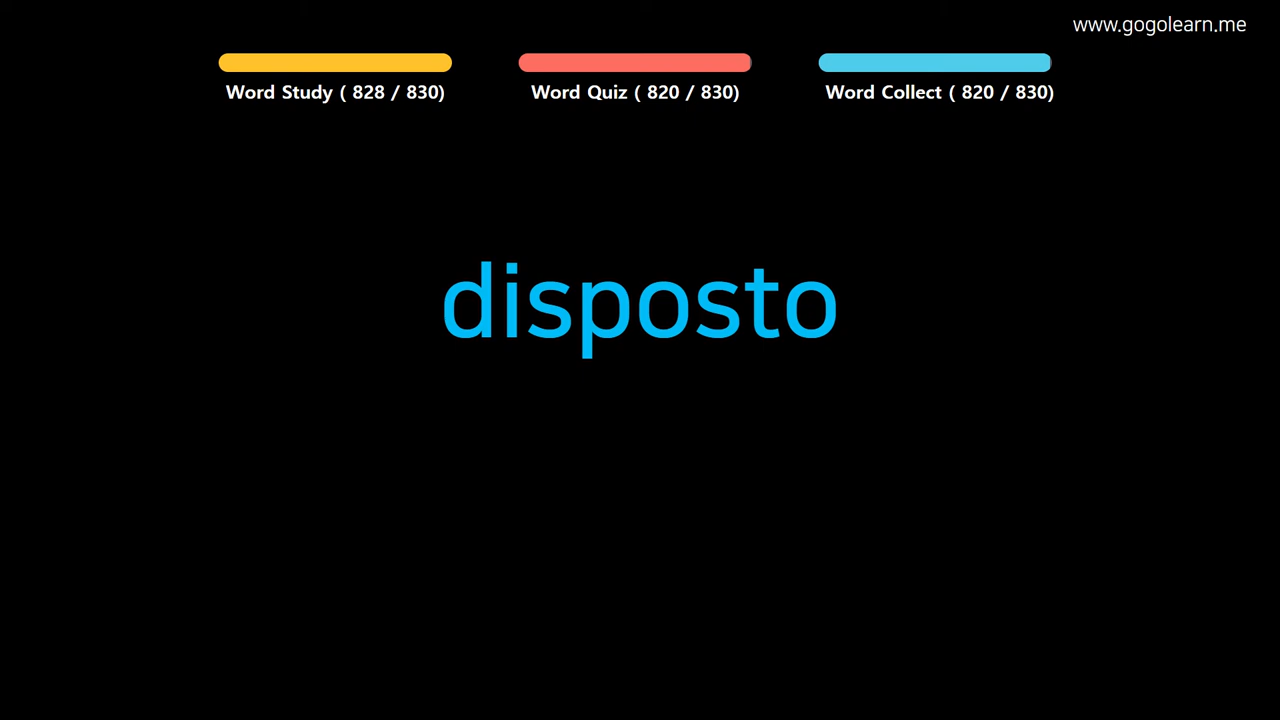 www.gogolearn.me
Word Study ( 828 / 830)
Word Quiz ( 820 / 830)
Word Collect ( 820 / 830)
disposto